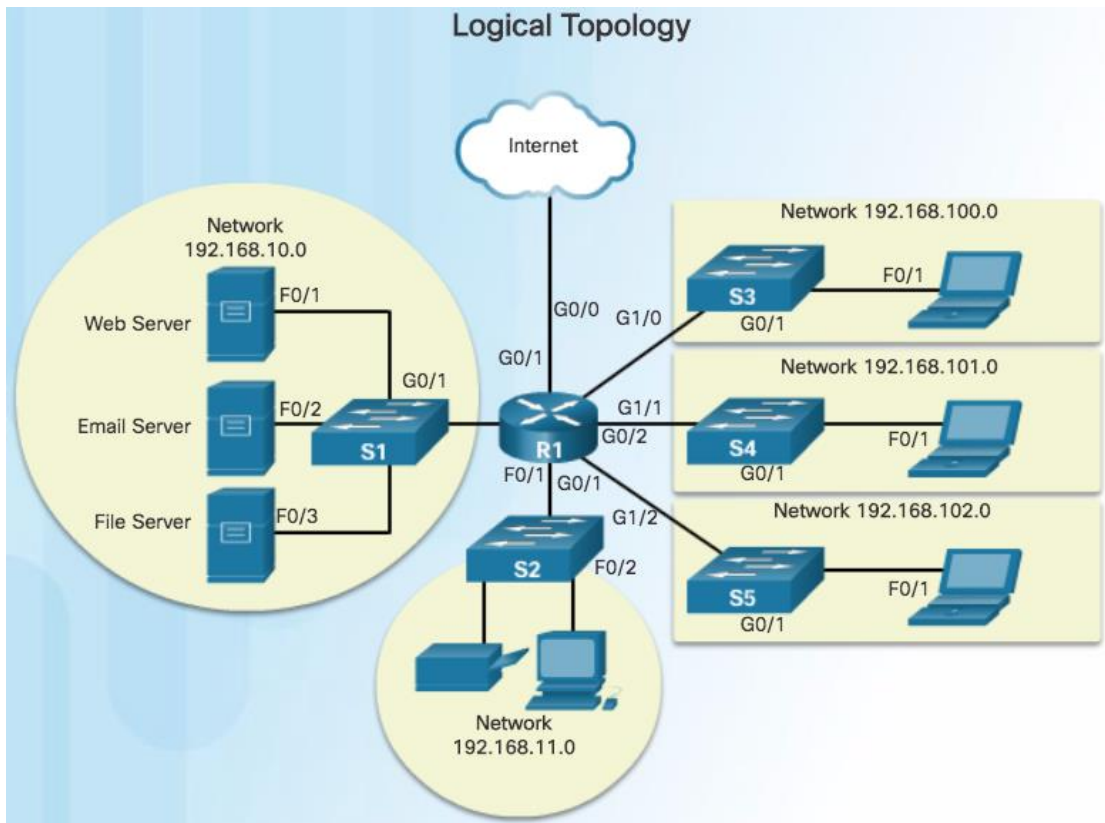 Logical Topology
Internet
Network
192.168.10.0
Web Server
F0/1
Email Server
F0/2
File Server
F0/3
S1
G0/1
G0/0
G0/1
G1/0
R1
G1/1
G0/2
F0/1
G0/1
G1/2
S2
F0/2
Network
192.168.11.0
Network 192.168.100.0
S3
F0/1
G0/1
Network 192.168.101.0
S4
F0/1
G0/1
Network 192.168.102.0
S5
F0/1
G0/1